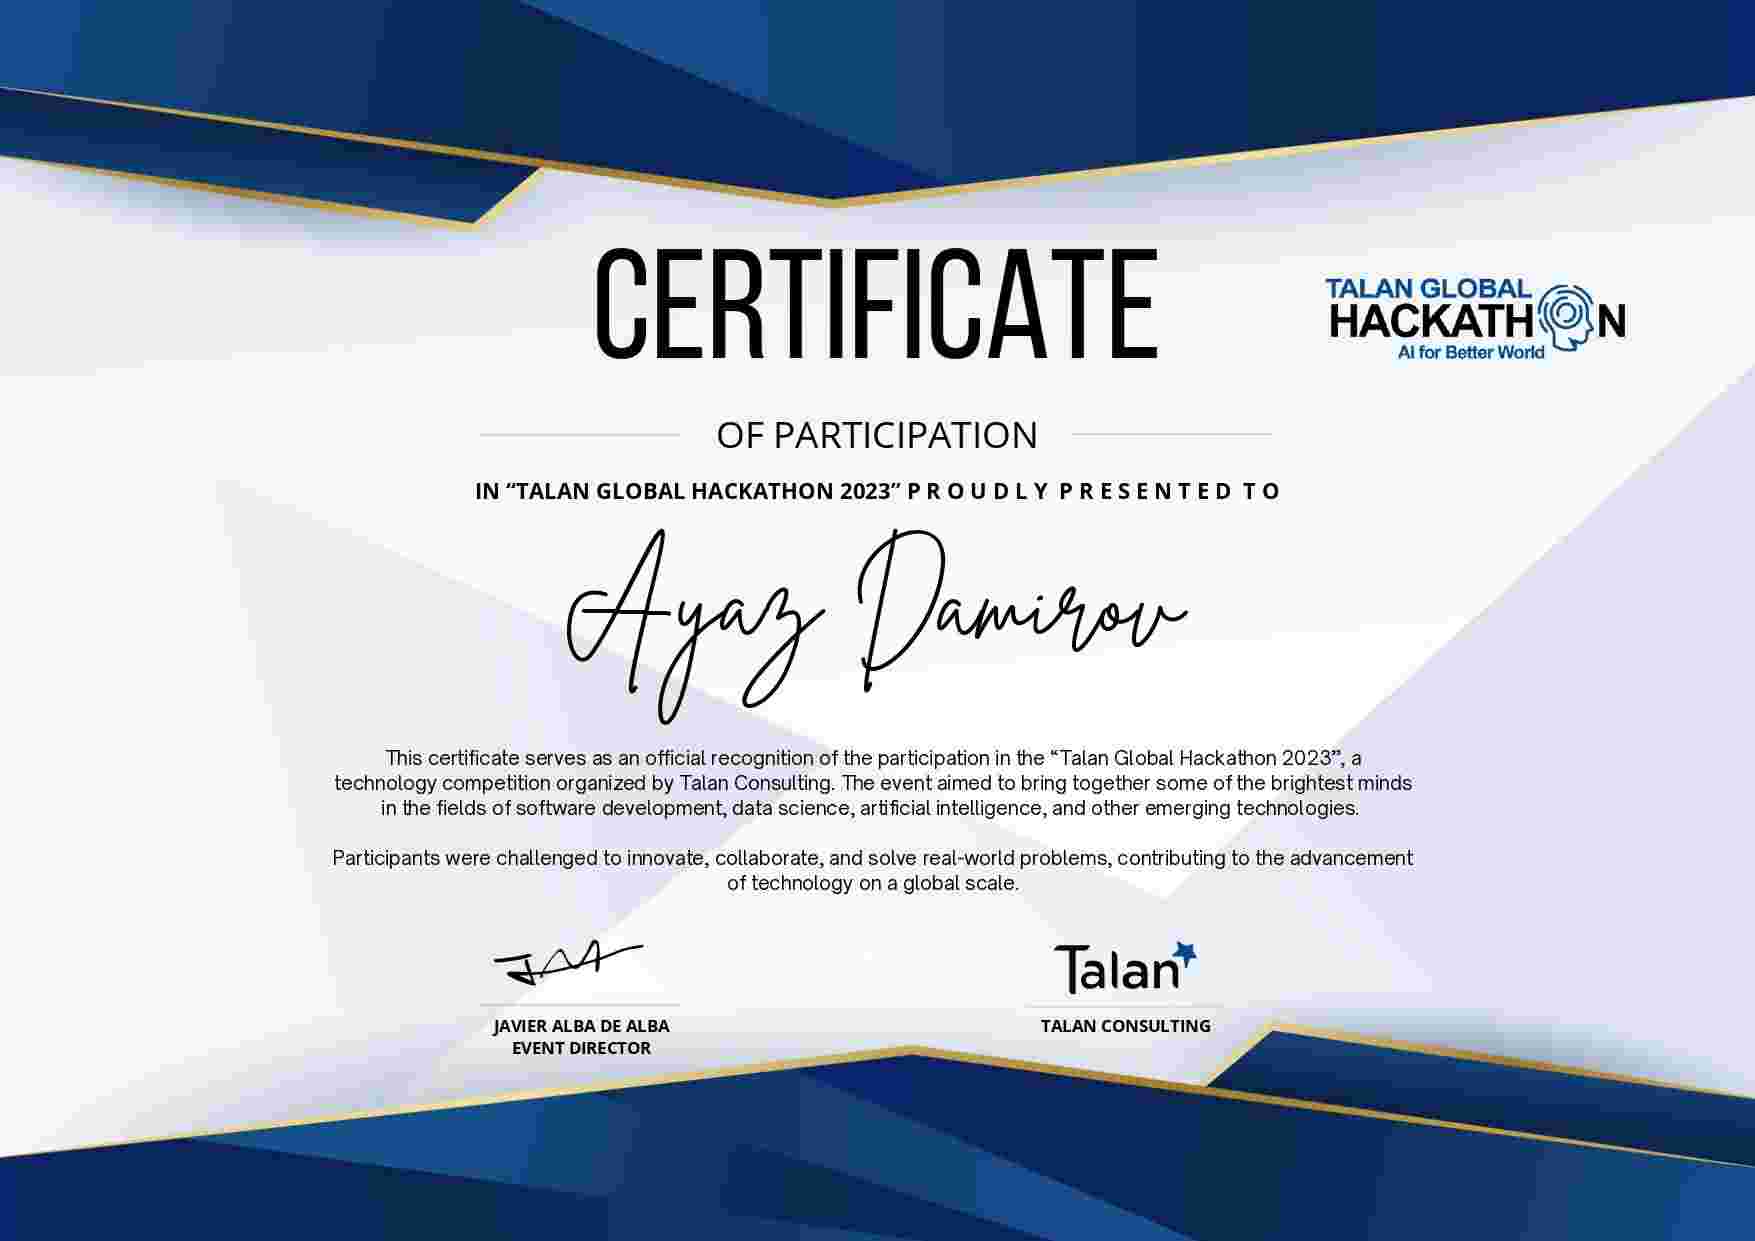 CERTIFICATE
TALAN GLOBAL
HACKATHON
AI for Better World
OF PARTICIPATION
IN “TALAN GLOBAL HACKATHON 2023” PROUDLY PRESENTED TO
Ayaz Damirov
This certificate serves as an official recognition of the participation in the “Talan Global Hackathon 2023”, a
technology competition organized by Talan Consulting. The event aimed to bring together some of the brightest minds
in the fields of software development, data science, artificial intelligence, and other emerging technologies.
Participants were challenged to innovate, collaborate, and solve real-world problems, contributing to the advancement
of technology on a global scale.
Talan
JAVIER ALBA DE ALBA
EVENT DIRECTOR
TALAN CONSULTING